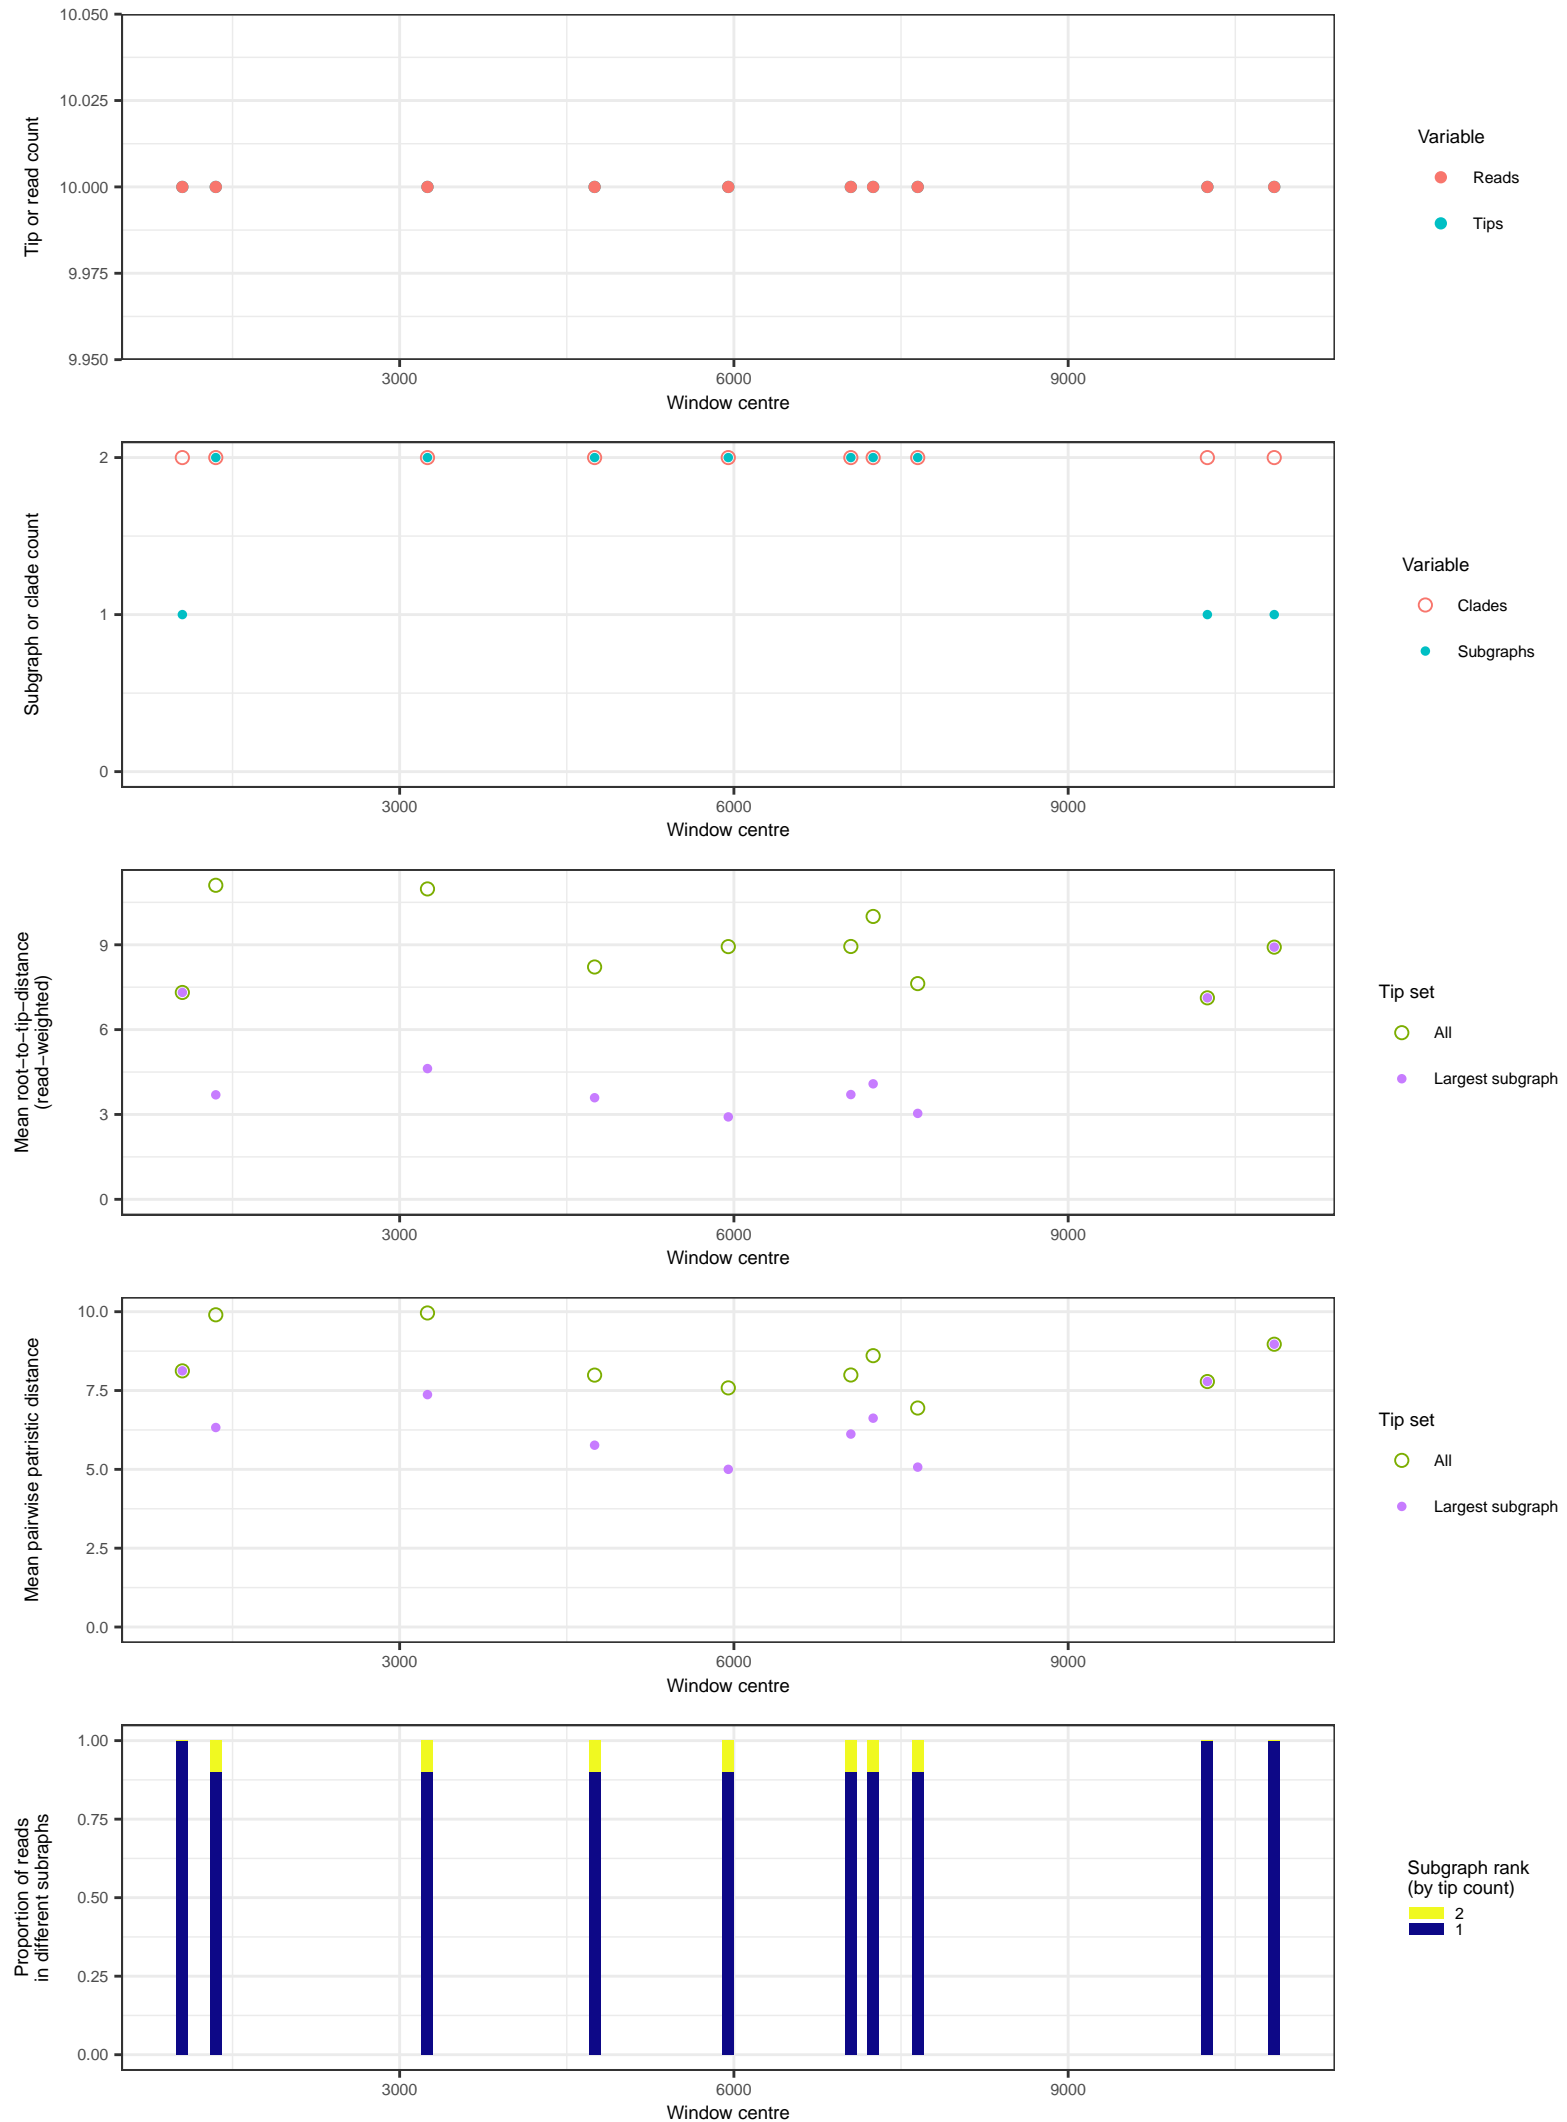 10.050
10.025
10.000
9.975
9.950
Tip or read count
3000 6000 9000
Window centre
Variable
Reads
Tips
2
1
0
Subgraph or clade count
3000 6000 9000
Window centre
Variable
Clades
Subgraphs
9
6
3
0
Mean root−to−tip−distance
(read−weighted)
3000 6000 9000
Window centre
Tip set
All
Largest subgraph
10.0
7.5
5.0
2.5
0.0
Mean pairwise patristic distance
3000 6000 9000
Window centre
Tip set
All
Largest subgraph
1.00
0.75
0.50
0.25
0.00
Proportion of reads
in different subraphs
3000 6000 9000
Window centre
Subgraph rank
(by tip count)
2
1